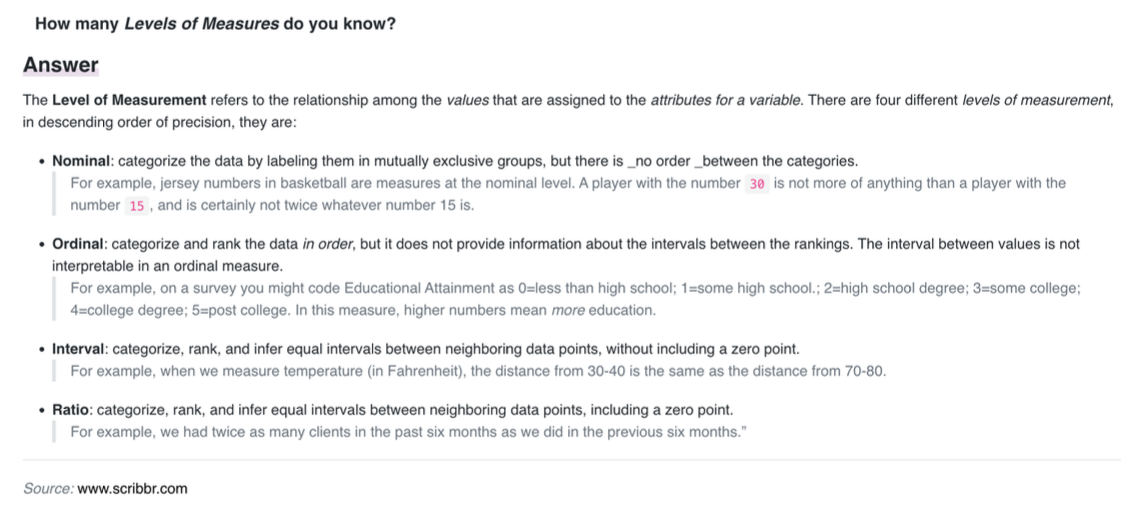 How many Levels of Measures do you know?
Answer
The Level of Measurement refers to the relationship among the values that are assigned to the attributes for a variable. There are four different levels of measurement,
in descending order of precision, they are:
• Nominal: categorize the data by labeling them in mutually exclusive groups, but there is _no order _between the categories.
For example, jersey numbers in basketball are measures at the nominal level. A player with the number 30 is not more of anything than a player with the
number 15 , and is certainly not twice whatever number 15 is.
• Ordinal: categorize and rank the data in order, but it does not provide information about the intervals between the rankings. The interval between values is not
interpretable in an ordinal measure.
For example, on a survey you might code Educational Attainment as 0=less than high school; 1=some high school.; 2=high school degree; 3=some college;
4=college degree; 5=post college. In this measure, higher numbers mean more education.
• Interval: categorize, rank, and infer equal intervals between neighboring data points, without including a zero point.
For example, when we measure temperature (in Fahrenheit), the distance from 30-40 is the same as the distance from 70-80.
• Ratio: categorize, rank, and infer equal intervals between neighboring data points, including a zero point.
For example, we had twice as many clients in the past six months as we did in the previous six months.”
Source: www.scribbr.com